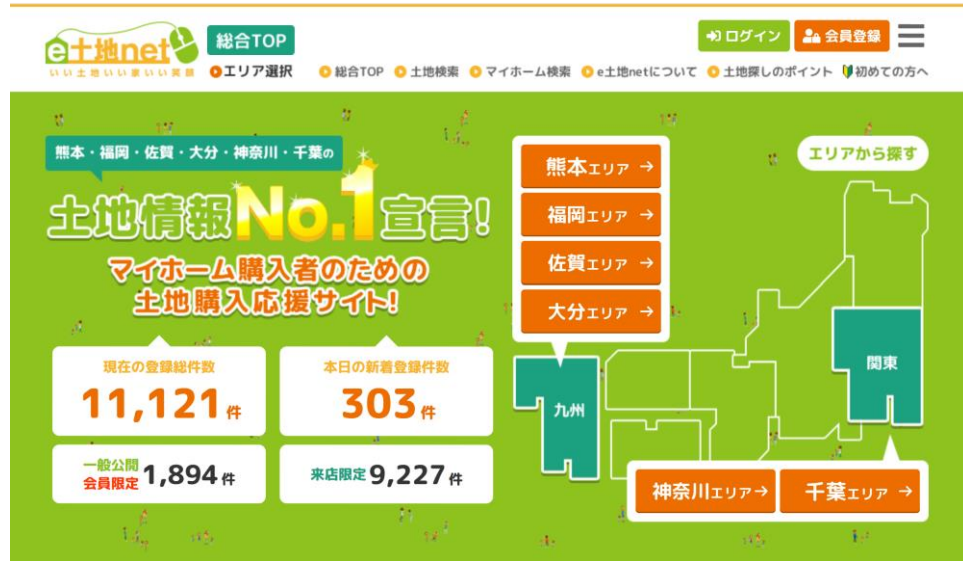 e土地net
いい土地いい家いい笑顔
総合TOP
エリア選択
ログイン
会員登録
総合TOP
土地検索
マイホーム検索
e土地netについて
土地探しのポイント
初めての方へ
熊本・福岡・佐賀・大分・神奈川・千葉の
土地情報No.1宣言!
マイホーム購入者のための
土地購入応援サイト!
現在の登録総件数
11,121件
本日の新着登録件数
303件
一般公開
会員限定
1,894件
来店限定9,227件
熊本エリア→
福岡エリア→
佐賀エリア→
大分エリア→
エリアから探す
九州
関東
神奈川エリア→
千葉エリア→